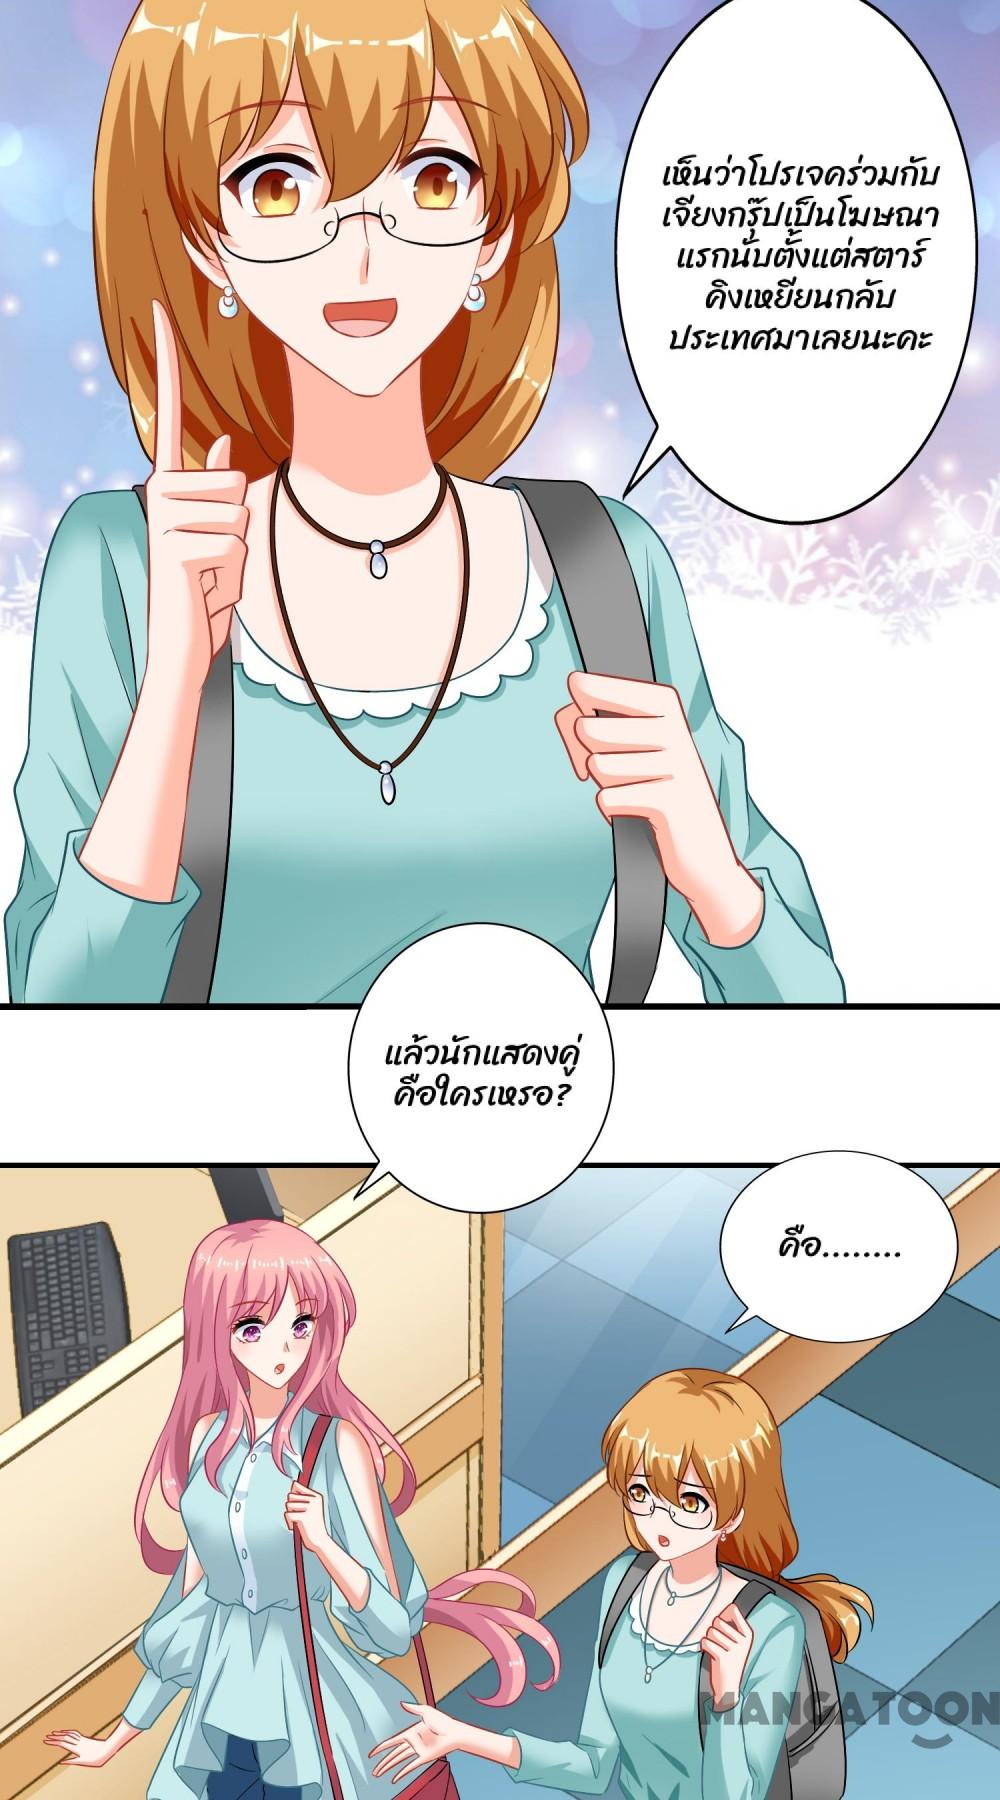 เห็นว่าโปรเจคร่วมกับ
เจียงกรุ๊ปเป็นโฆษณา
แรกนับตั้งแต่สตาร์
คิงเหยียนกลับ
ประเทศมาเลยนะคะ
แล้วนักแสดงคู่
คือใครเหรอ?
คือ........
MANGATOON